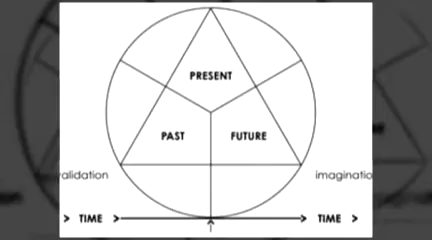 PRESENT
PAST FUTURE
alidation imaginatio
> TIME > > TIME >